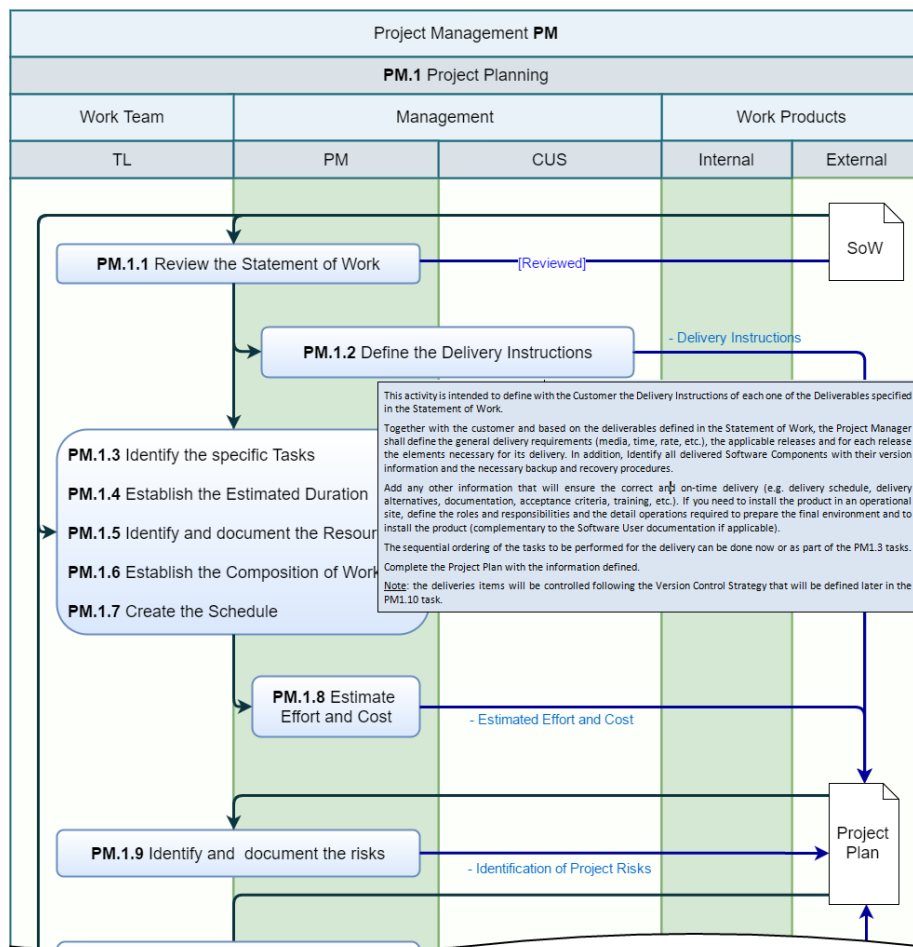 Project Management PM
PM.1 Project Planning
Work Team
Management
Work Products
TL
PM
CUS
Internal
External
SoW
PM.1.1 Review the Statement of Work
[Reviewed]
PM.1.2 Define the Delivery Instructions
- Delivery Instructions
This activity is intended to define with the Customer the Delivery Instructions of each one of the Deliverables specified
in the Statement of Work.
Together with the customer and based on the deliverables defined in the Statement of Work, the Project Manager
shall define the general delivery requirements (media, time, rate, etc.), the applicable releases and for each release
the elements necessary for its delivery. In addition, Identify all delivered Software Components with their version
information and the necessary backup and recovery procedures.
Add any other information that will ensure the correct and on-time delivery (e.g. delivery schedule, delivery
alternatives, documentation, acceptance criteria, training, etc.). If you need to install the product in an operational
site, define the roles and responsibilities and the detail operations required to prepare the final environment and to
install the product (complementary to the Software User documentation if applicable).
The sequential ordering of the tasks to be performed for the delivery can be done now or as part of the PM1.3 tasks.
Complete the Project Plan with the information defined.
Note: the deliveries items will be controlled following the Version Control Strategy that will be defined later in the
PM1.10 task.
PM.1.3 Identify the specific Tasks
PM.1.4 Establish the Estimated Duration
PM.1.5 Identify and document the Resour
PM.1.6 Establish the Composition of Work
PM.1.7 Create the Schedule
PM.1.8 Estimate
Effort and Cost
- Estimated Effort and Cost
Project
Plan
PM.1.9 Identify and document the risks
- Identification of Project Risks